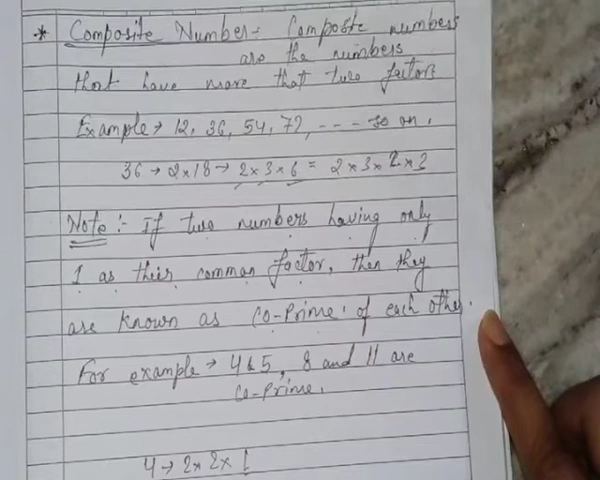 * Composite Number:- Composite numbers
are the numbers
that have more that two factors
Example → 12, 36, 54, 72, ---- so on.
36 → 2×18 → 2×3×6 = 2×3×2×3
Note :- If two numbers having only
1 as their common factor, then they
are known as co-prime' of each other.
For example → 4 & 5, 8 and 11 are
co-prime.
4 → 2×2×1